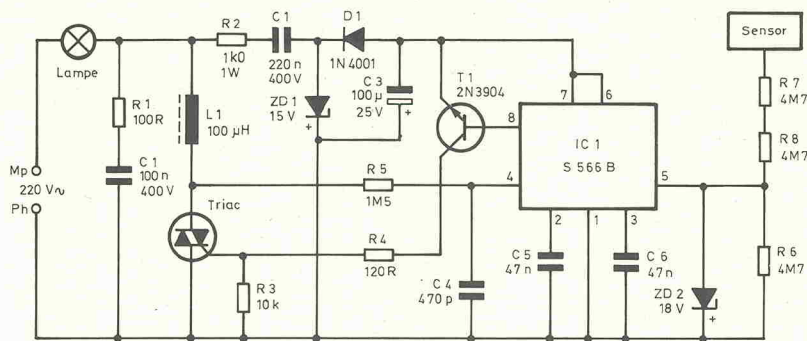 Lampe
R 2
1k0
1W
C 1
220 n
400 V
D 1
1N 4001
ZD 1
15 V
+
C 3
100 µ
25 V
+
T 1
2N3904
Sensor
R 7
4M7
R 8
4M7
R 6
4M7
7
6
8
IC 1
S 566 B
4
5
2
1
3
R 1
100R
C 1
100 n
400 V
L 1
100 µH
Mp
220 V~
Ph
Triac
R 5
1M5
R 4
120R
R 3
10 k
C 4
470 p
C 5
47 n
C 6
47 n
ZD 2
18 V
+